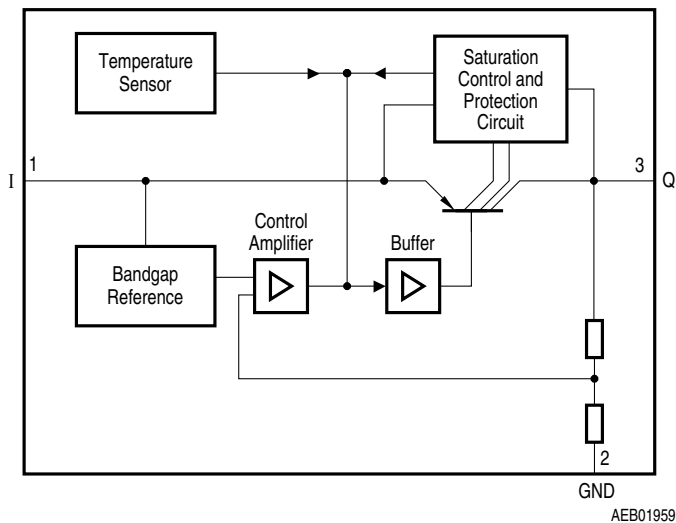 Temperature
Sensor
Saturation
Control and
Protection
Circuit
1
3
I
Q
Control
Amplifier
Buffer
Bandgap
Reference
2
GND
AEB01959